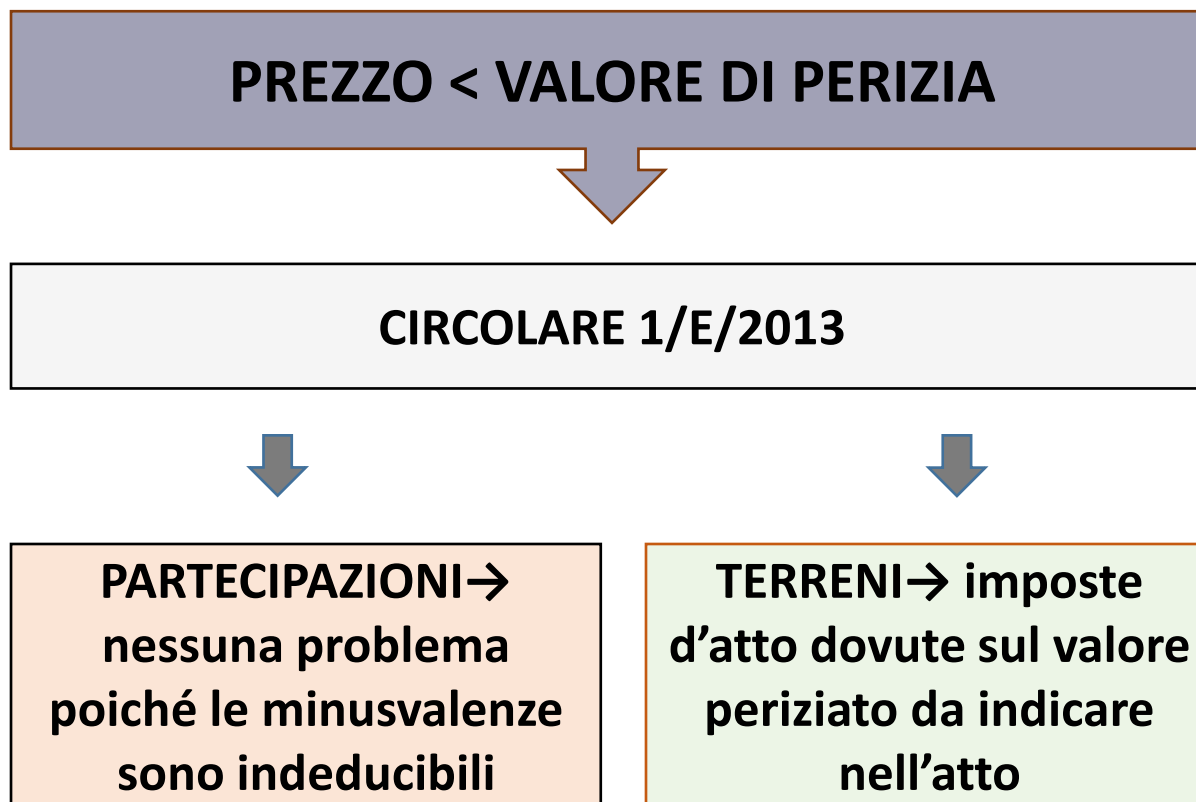 PREZZO < VALORE DI PERIZIA
CIRCOLARE 1/E/2013
PARTECIPAZIONI→
nessuna problema
poiché le minusvalenze
sono indeducibili
TERRENI→ imposte
d’atto dovute sul valore
periziato da indicare
nell’atto